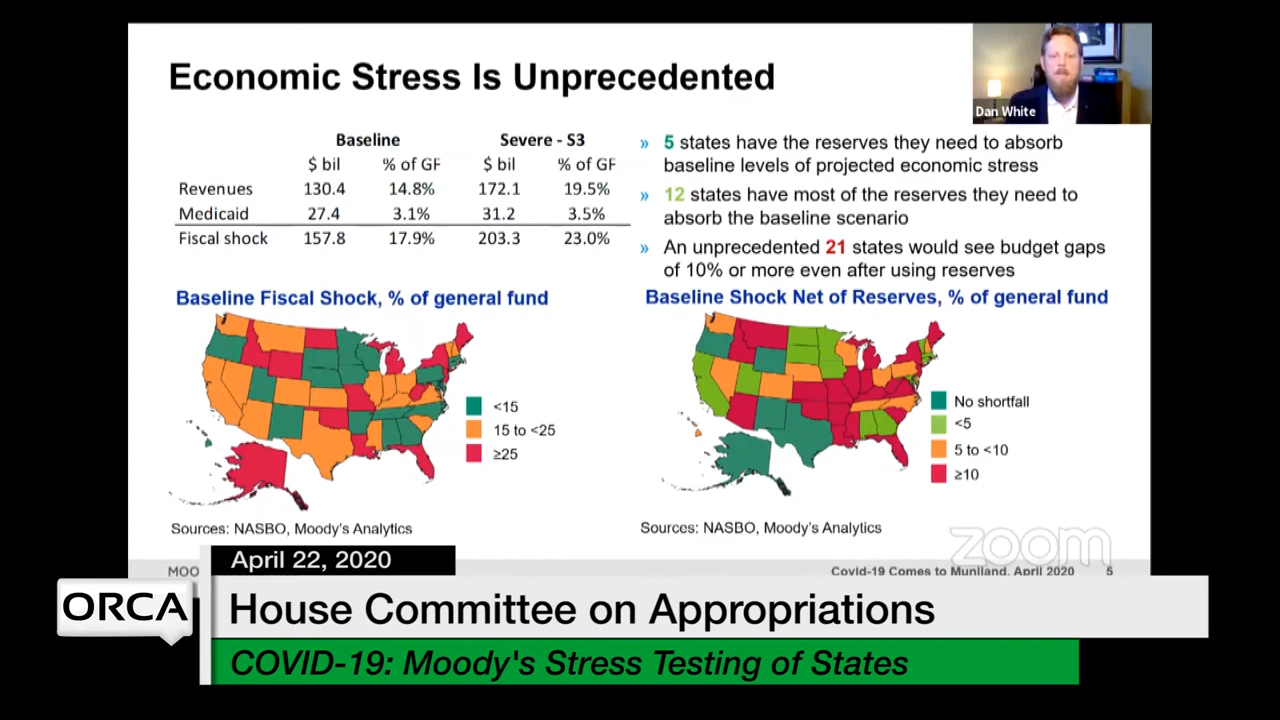 Economic Stress Is Unprecedented
Dan White
Baseline Severe - S3
$ bil % of GF $ bil % of GF
Revenues 130.4 14.8% 172.1 19.5%
Medicaid 27.4 3.1% 31.2 3.5%
Fiscal shock 157.8 17.9% 203.3 23.0%
» 5 states have the reserves they need to absorb
baseline levels of projected economic stress
» 12 states have most of the reserves they need to
absorb the baseline scenario
» An unprecedented 21 states would see budget gaps
of 10% or more even after using reserves
Baseline Fiscal Shock, % of general fund
<15
15 to <25
≥25
Sources: NASBO, Moody's Analytics
Baseline Shock Net of Reserves, % of general fund
No shortfall
<5
5 to <10
≥10
Sources: NASBO, Moody's Analytics
zoom
MOO
Covid-19 Comes to Muniland, April 2020 5
April 22, 2020
ORCA
House Committee on Appropriations
COVID-19: Moody's Stress Testing of States